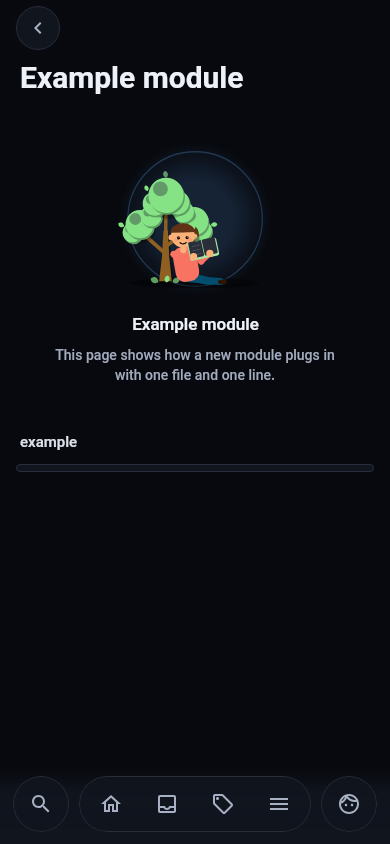 Example module
Example module
This page shows how a new module plugs in
with one file and one line.
example